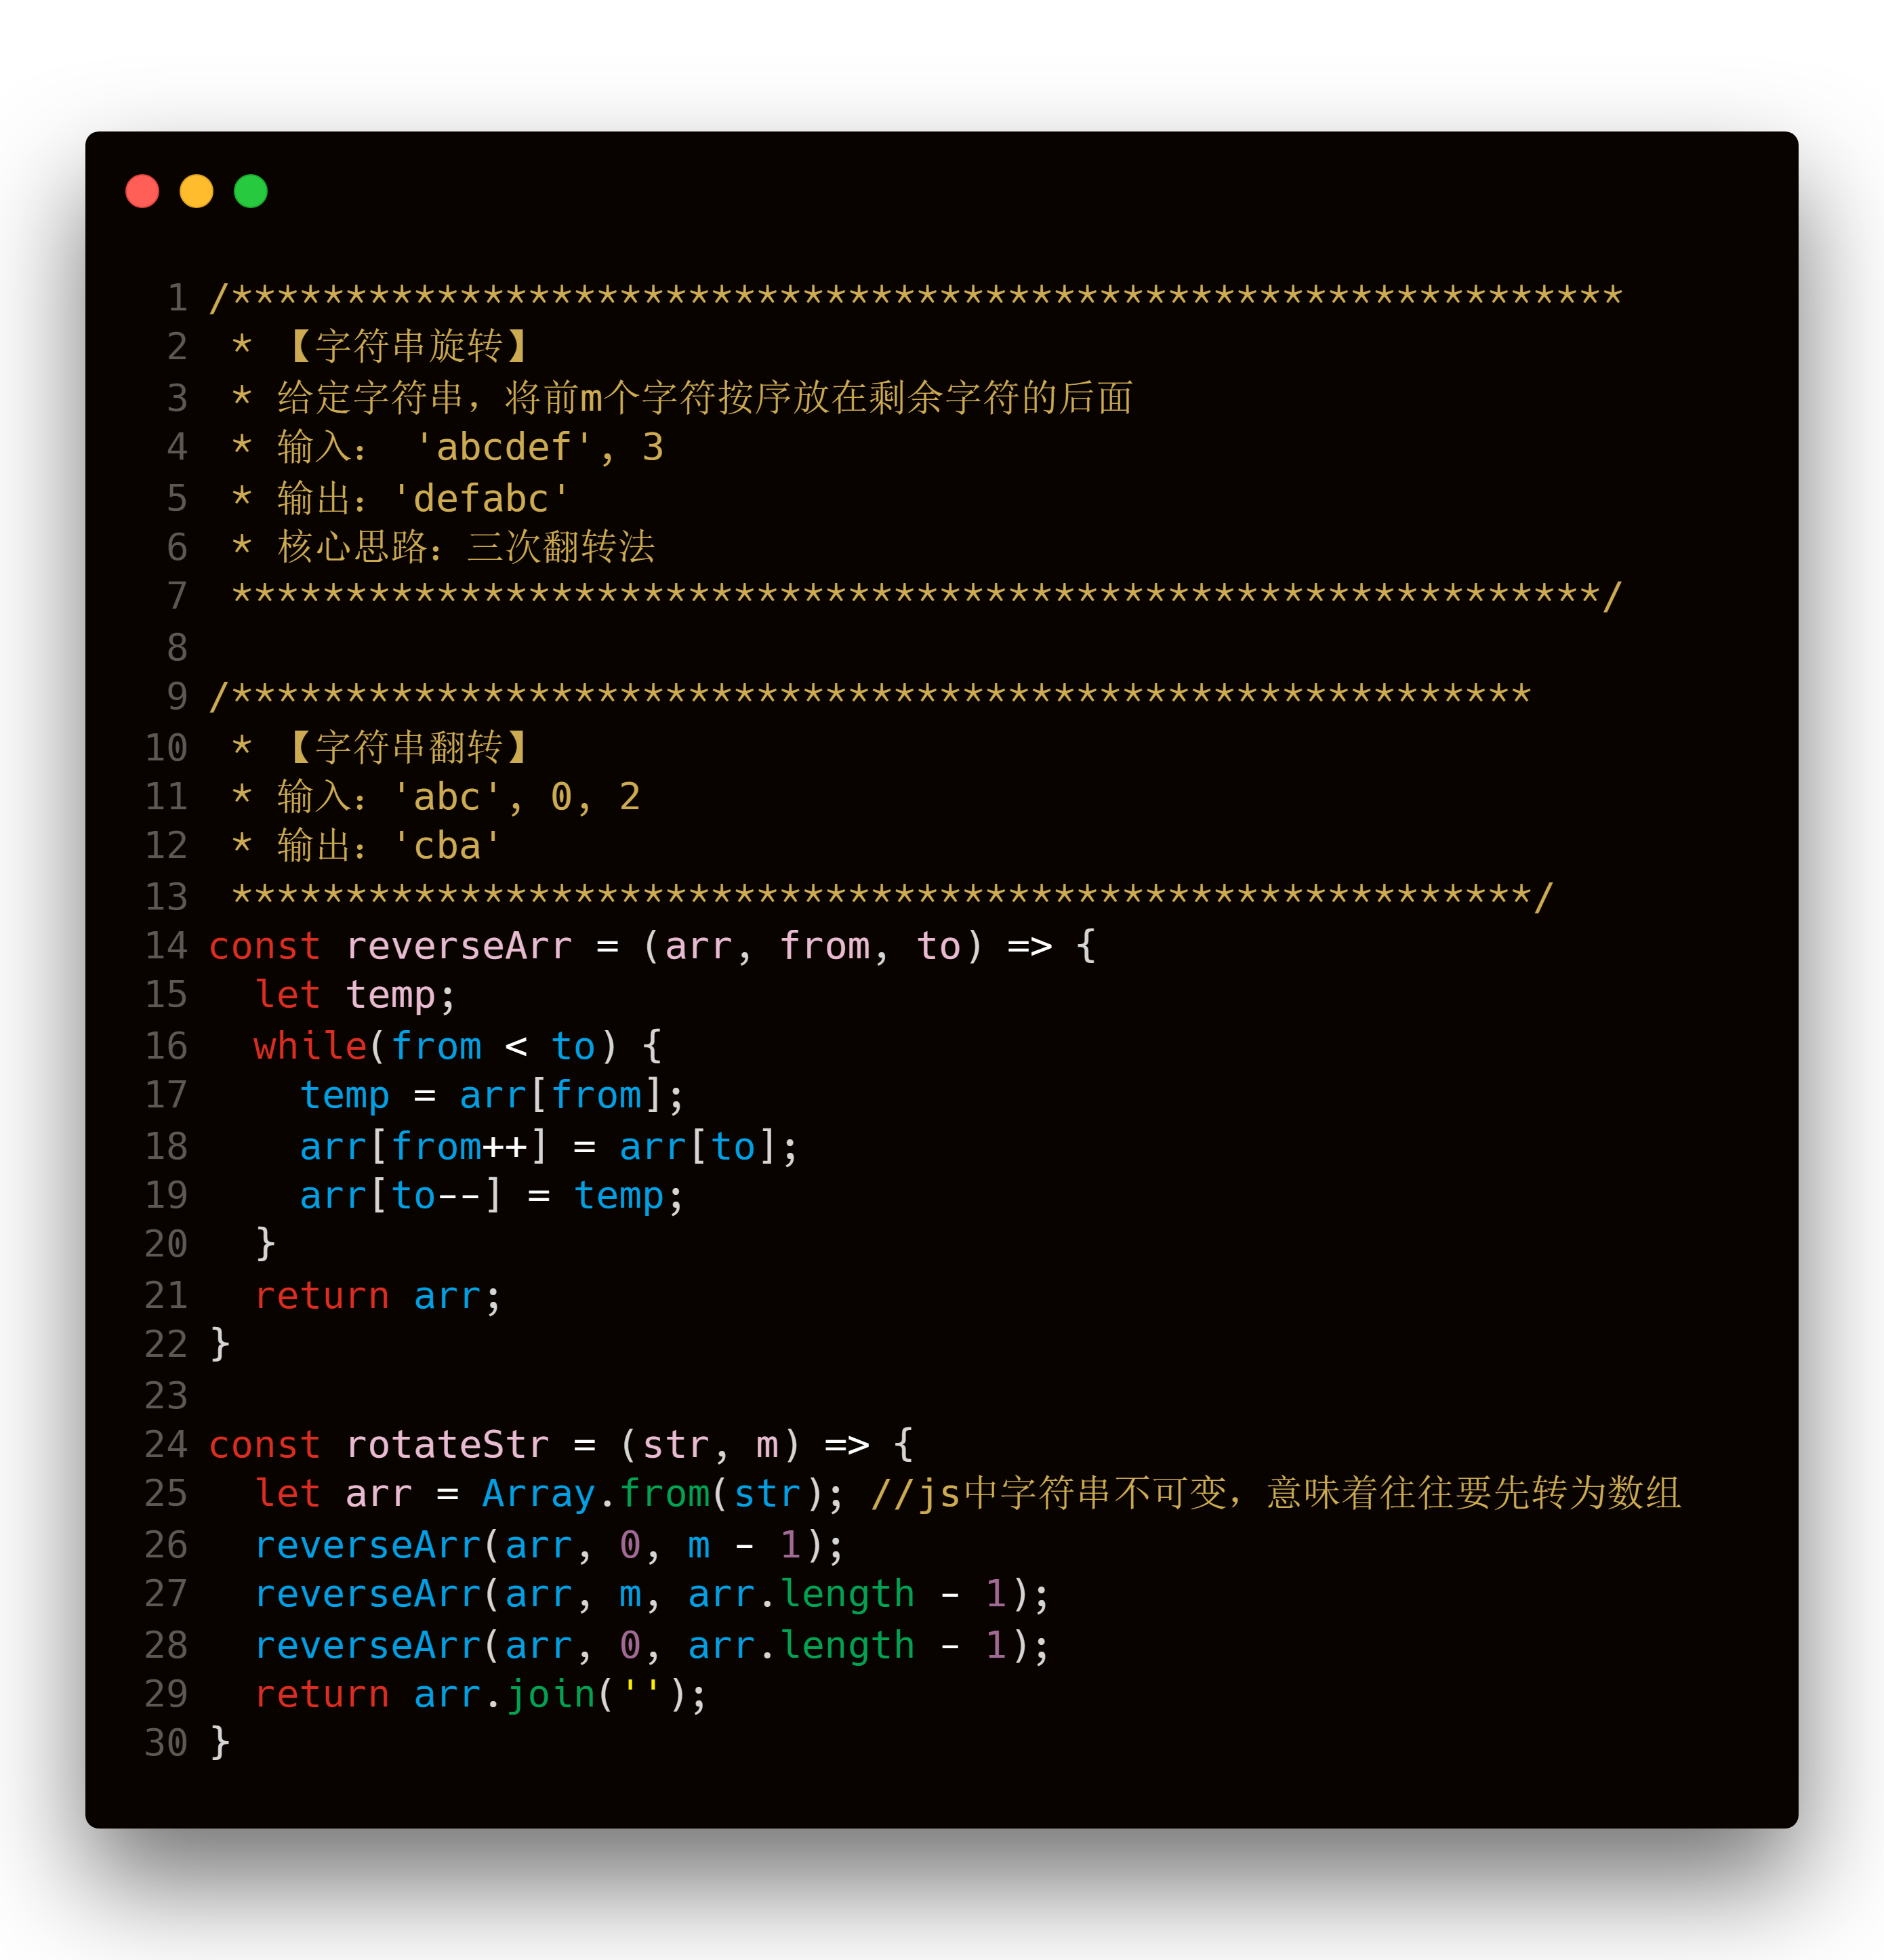 1 /*************************************************************
2  * 【字符串旋转】
3  * 给定字符串，将前m个字符按序放在剩余字符的后面
4  * 输入： 'abcdef', 3
5  * 输出：'defabc'
6  * 核心思路：三次翻转法
7  ************************************************************/
8
9 /*********************************************************
10  * 【字符串翻转】
11  * 输入：'abc', 0, 2
12  * 输出：'cba'
13  *********************************************************/
14 const reverseArr = (arr, from, to) => {
15   let temp;
16   while(from < to) {
17     temp = arr[from];
18     arr[from++] = arr[to];
19     arr[to--] = temp;
20   }
21   return arr;
22 }
23
24 const rotateStr = (str, m) => {
25   let arr = Array.from(str); //js中字符串不可变，意味着往往要先转为数组
26   reverseArr(arr, 0, m - 1);
27   reverseArr(arr, m, arr.length - 1);
28   reverseArr(arr, 0, arr.length - 1);
29   return arr.join('');
30 }